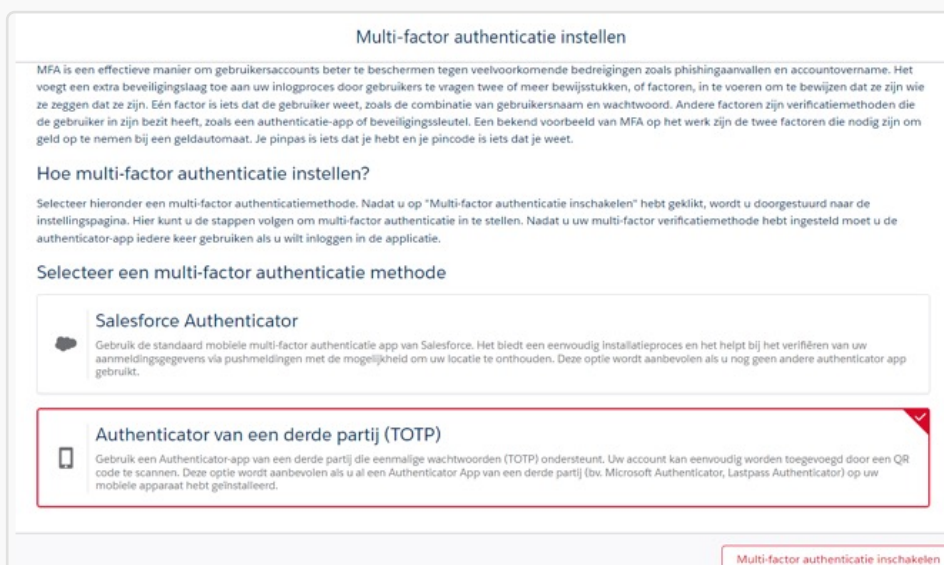 Multi-factor authenticatie instellen
MFA is een effectieve manier om gebruikersaccounts beter te beschermen tegen veelvoorkomende bedreigingen zoals phishingaanvallen en accountovername. Het
voegt een extra beveiligingslaag toe aan uw inlogproces door gebruikers te vragen twee of meer bewijsstukken, of factoren, in te voeren om te bewijzen dat ze zijn wie
ze zeggen dat ze zijn. Eén factor is iets dat de gebruiker weet, zoals de combinatie van gebruikersnaam en wachtwoord. Andere factoren zijn verificatiemethoden die
de gebruiker in zijn bezit heeft, zoals een authenticatie-app of beveiligingssleutel. Een bekend voorbeeld van MFA op het werk zijn de twee factoren die nodig zijn om
geld op te nemen bij een geldautomaat. Je pinpas is iets dat je hebt en je pincode is iets dat je weet.
Hoe multi-factor authenticatie instellen?
Selecteer hieronder een multi-factor authenticatiemethode. Nadat u op "Multi-factor authenticatie inschakelen" hebt geklikt, wordt u doorgestuurd naar de
instellingspagina. Hier kunt u de stappen volgen om multi-factor authenticatie in te stellen. Nadat u uw multi-factor verificatiemethode hebt ingesteld moet u de
authenticator-app iedere keer gebruiken als u wilt inloggen in de applicatie.
Selecteer een multi-factor authenticatie methode
Salesforce Authenticator
Gebruik de standaard mobiele multi-factor authenticatie app van Salesforce. Het biedt een eenvoudig installatieproces en het helpt bij het verifiëren van uw
aanmeldingsgegevens via pushmeldingen met de mogelijkheid om uw locatie te onthouden. Deze optie wordt aanbevolen als u nog geen andere authenticator app
gebruikt.
Authenticator van een derde partij (TOTP)
Gebruik een Authenticator-app van een derde partij die eenmalige wachtwoorden (TOTP) ondersteunt. Uw account kan eenvoudig worden toegevoegd door een QR
code te scannen. Deze optie wordt aanbevolen als u al een Authenticator App van een derde partij (bv. Microsoft Authenticator, Lastpass Authenticator) op uw
mobiele apparaat hebt geïnstalleerd.
Multi-factor authenticatie inschakelen